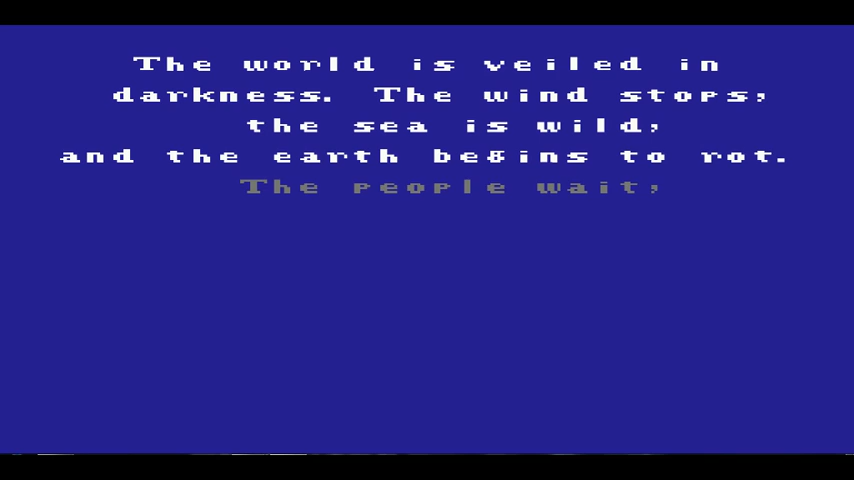 The world is veiled in
darkness. The wind stops,
the sea is wild,
and the earth begins to rot.
The people wait,